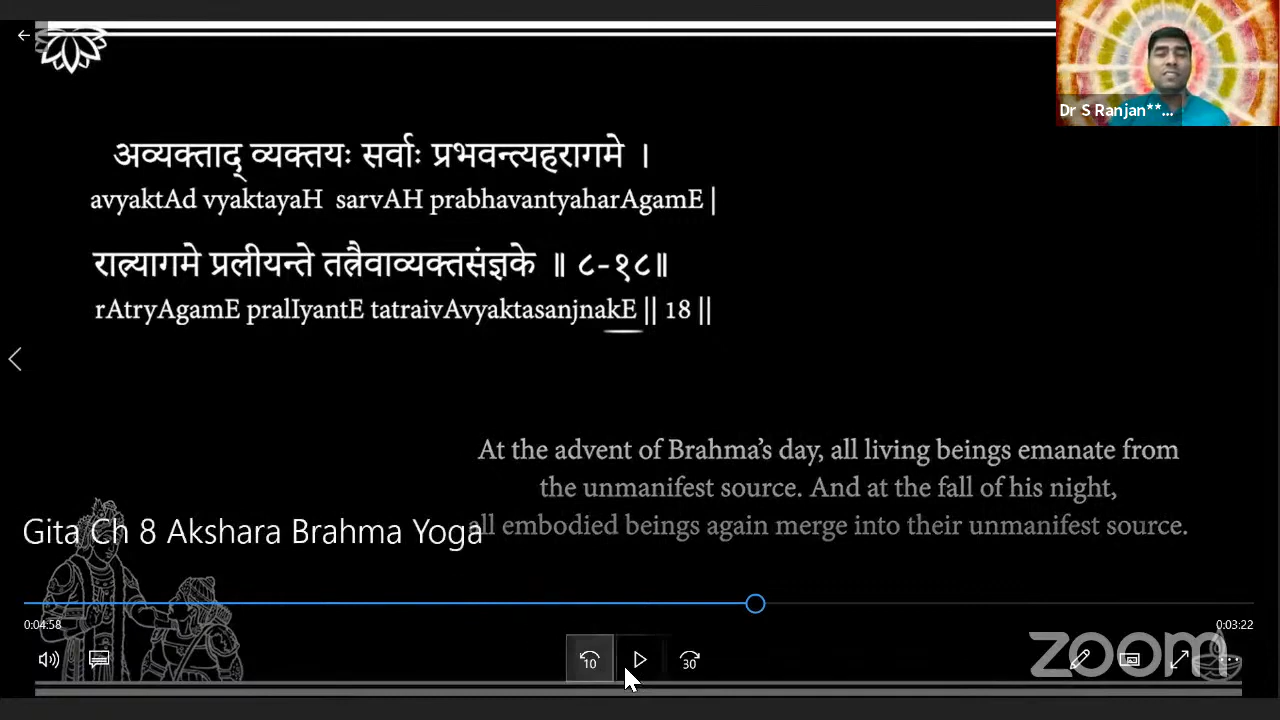 Dr S Ranjan**...
अव्यक्ताद् व्यक्तयः सर्वाः प्रभवन्त्यहरागमे ।
avyaktAd vyaktayaH sarvAH prabhavantyaharAgamE |
रात्र्यागमे प्रलीयन्ते तत्रैवाव्यक्तसंज्ञके ॥ ८-१८॥
rAtryAgamE pralIyantE tatraivAvyaktasanjnakE || 18 ||
At the advent of Brahma’s day, all living beings emanate from
the unmanifest source. And at the fall of his night,
all embodied beings again merge into their unmanifest source.
Gita Ch 8 Akshara Brahma Yoga
0:04:58
0:03:22
10
30
zoom